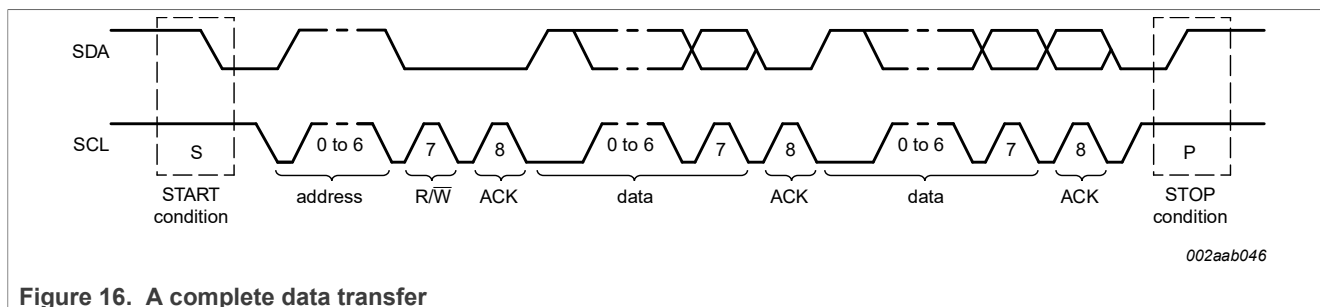 SDA
SCL
S 0 to 6 7 8 0 to 6 7 8 0 to 6 7 8 P
START condition address R/W̅ ACK data ACK data ACK STOP condition
002aab046
Figure 16. A complete data transfer